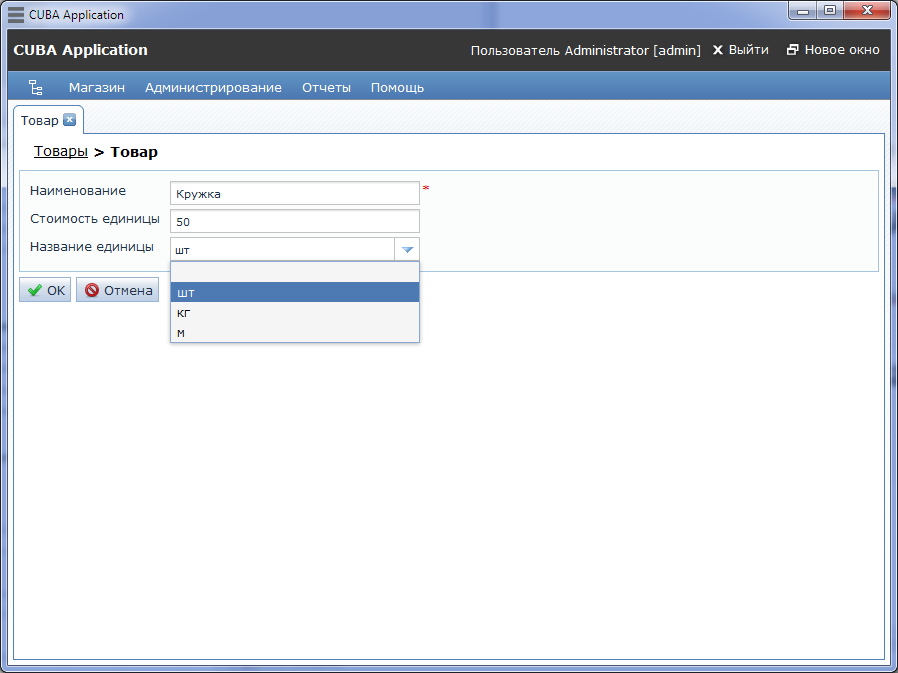 CUBA Application
CUBA Application
Пользователь Administrator [admin] Выйти Новое окно
Магазин Администрирование Отчеты Помощь
Товар
Товары > Товар
Наименование Кружка *
Стоимость единицы 50
Название единицы шт
OK Отмена
шт
кг
м